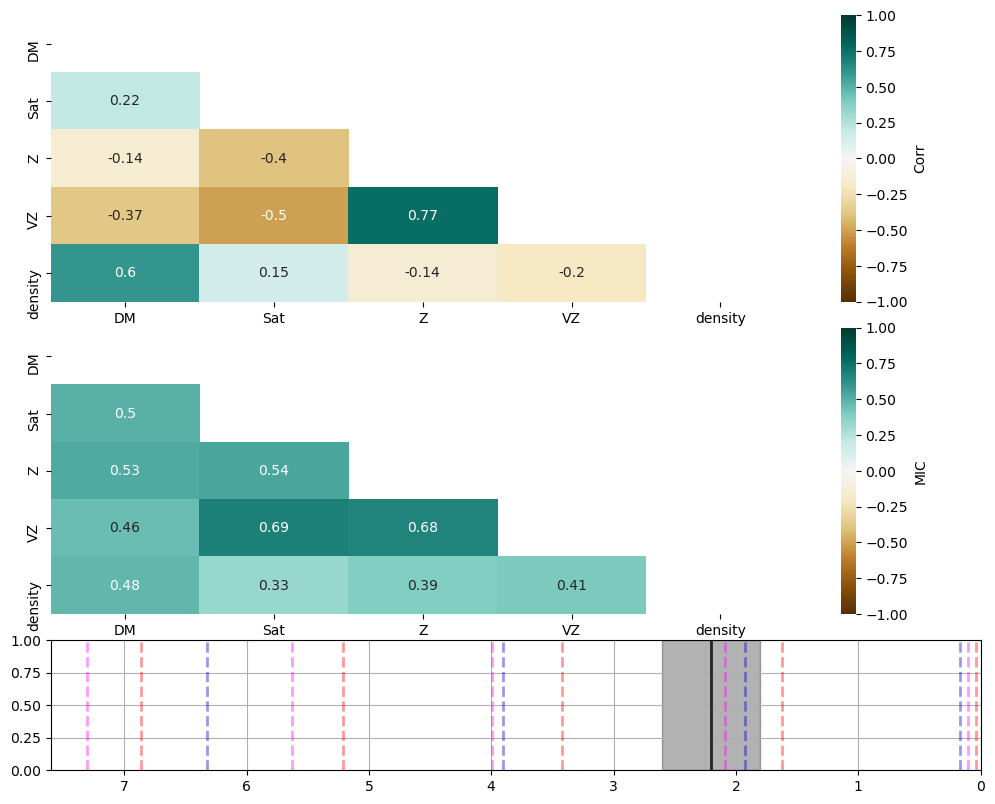 DM
Sat
Z
VZ
density
0.22
-0.14 -0.4
-0.37 -0.5 0.77
0.6 0.15 -0.14 -0.2
DM Sat Z VZ density
1.00
0.75
0.50
0.25
0.00
−0.25
−0.50
−0.75
−1.00
Corr
DM
Sat
Z
VZ
density
0.5
0.53 0.54
0.46 0.69 0.68
0.48 0.33 0.39 0.41
DM Sat Z VZ density
1.00
0.75
0.50
0.25
0.00
−0.25
−0.50
−0.75
−1.00
MIC
1.00
0.75
0.50
0.25
0.00
7 6 5 4 3 2 1 0